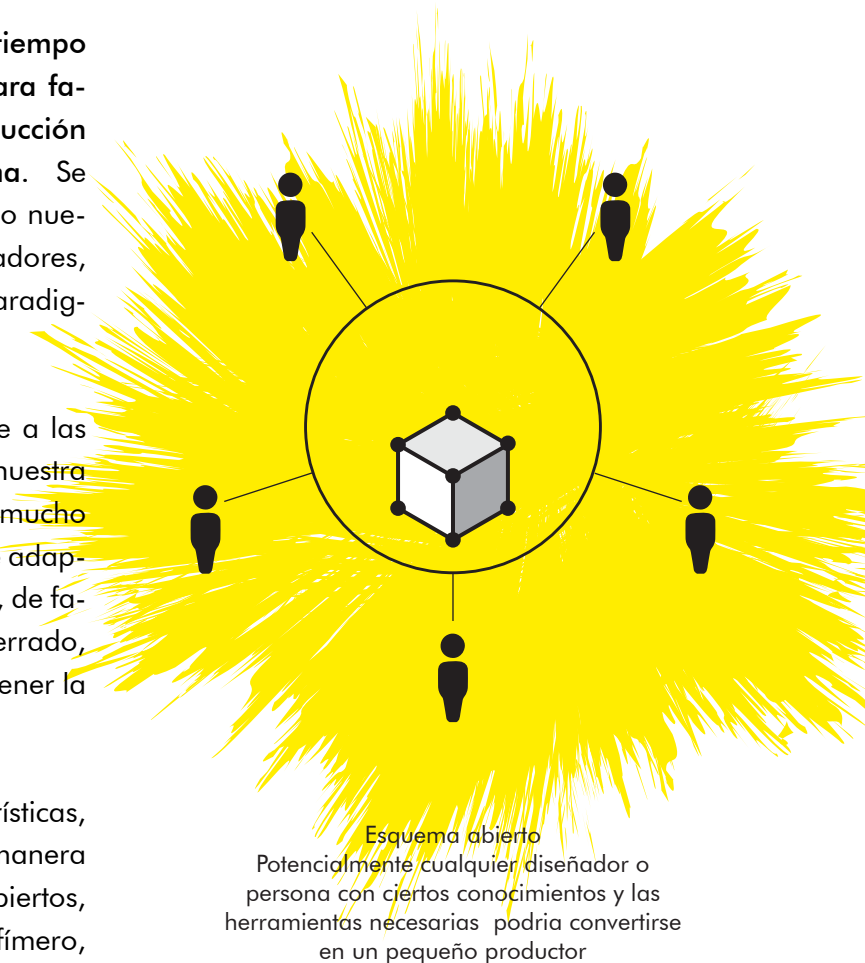 tiempo
ara fa-
ucción
na. Se
o nue-
adores,
aradig-
e a las
nuestra
mucho
adap-
, de fa-
errado,
ener la
rísticas,
manera
biertos,
fímero,
Esquema abierto
Potencialmente cualquier diseñador o
persona con ciertos conocimientos y las
herramientas necesarias podria convertirse
en un pequeño productor